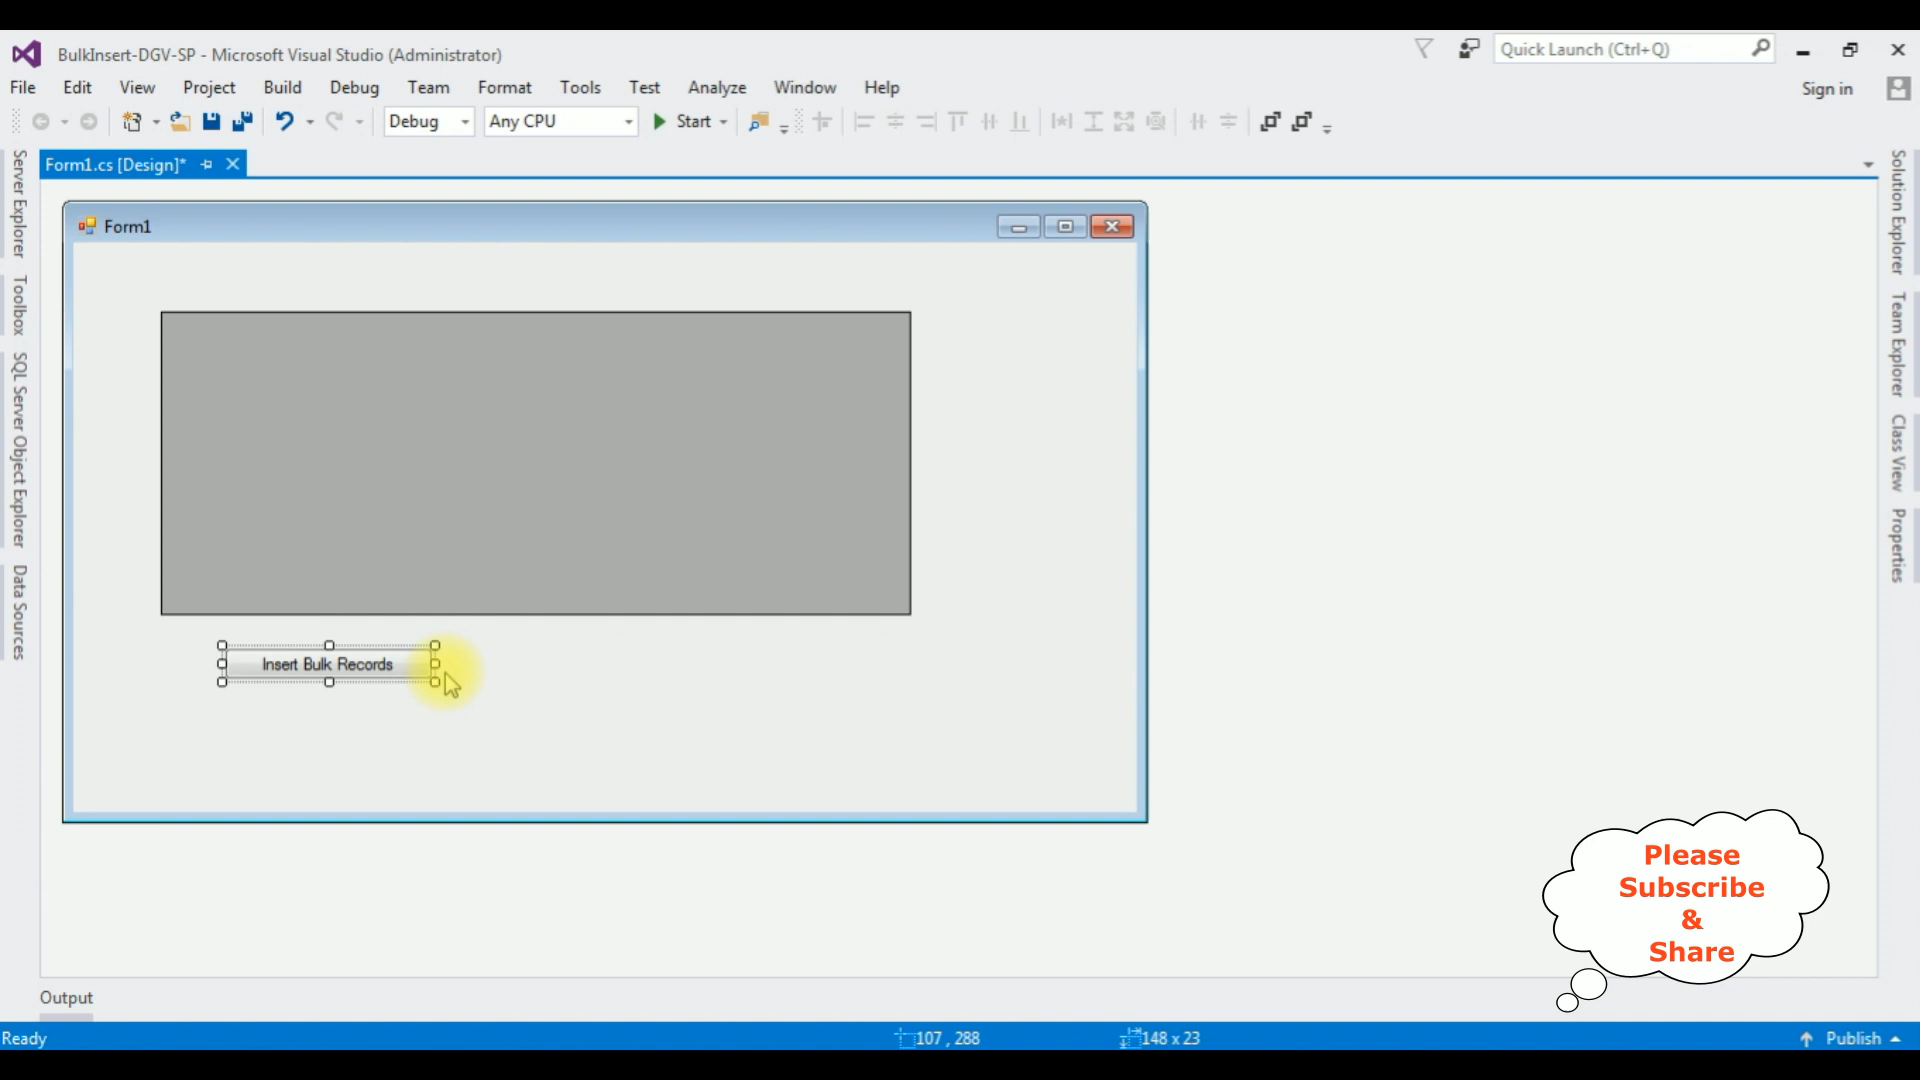 BulkInsert-DGV-SP - Microsoft Visual Studio (Administrator)
Quick Launch (Ctrl+Q)
File Edit View Project Build Debug Team Format Tools Test Analyze Window Help
Sign in
Debug Any CPU Start
Form1.cs [Design]*
Server Explorer
Toolbox
SQL Server Object Explorer
Data Sources
Form1
Insert Bulk Records
Solution Explorer
Team Explorer
Class View
Properties
Please
Subscribe
&
Share
Output
Ready
107 , 288
148 x 23
Publish